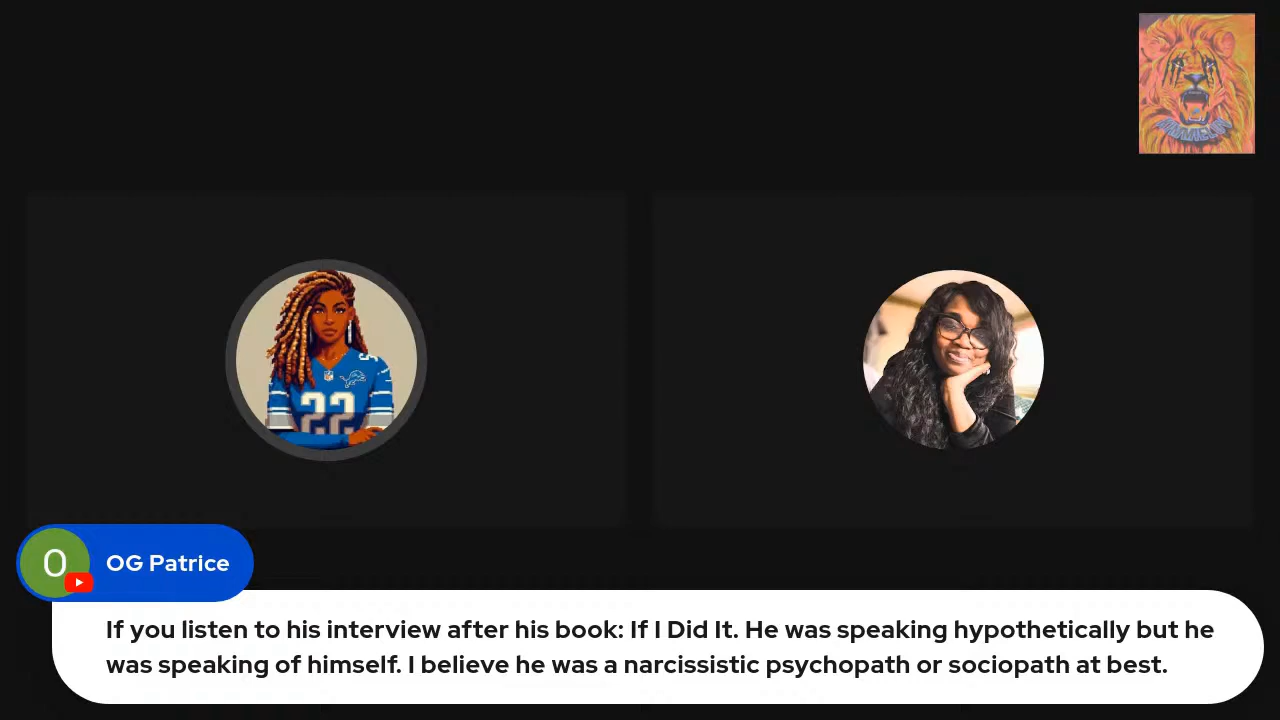 22
O
OG Patrice
If you listen to his interview after his book: If I Did It. He was speaking hypothetically but he
was speaking of himself. I believe he was a narcissistic psychopath or sociopath at best.